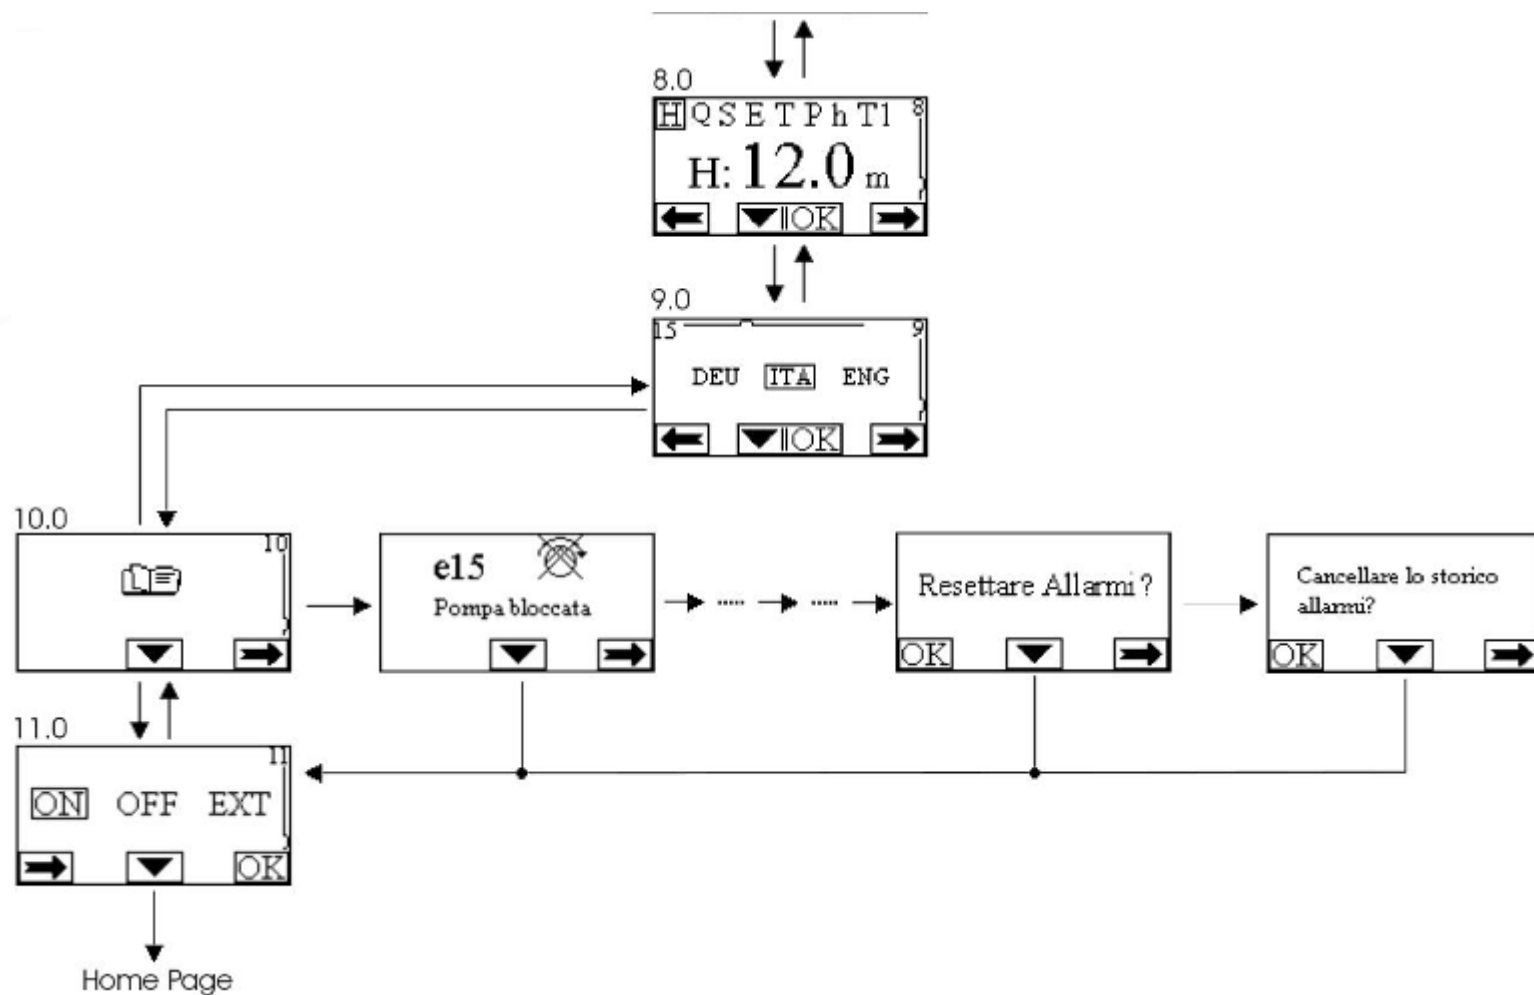 8.0
H Q S E T P h T1 8
H: 12.0 m
OK
9.0
15 9
DEU ITA ENG
OK
10.0
10
e15
Pompa bloccata
Resettare Allarmi?
OK
Cancellare lo storico
allarmi?
OK
11.0
11
ON OFF EXT
OK
Home Page